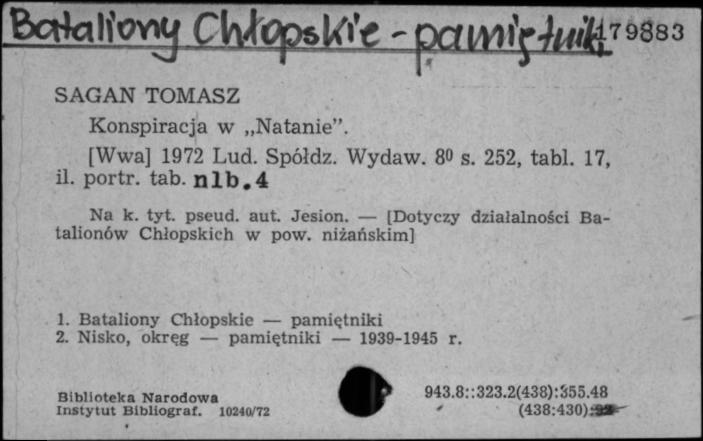 Bataliony Chłopskie - pamiętniki 179883
SAGAN TOMASZ
Konspiracja w „Natanie”.
[Wwa] 1972 Lud. Spółdz. Wydaw. 8⁰ s. 252, tabl. 17,
il. portr. tab. nlb. 4
Na k. tyt. pseud. aut. Jesion. — [Dotyczy działalności Ba-
talionów Chłopskich w pow. niżańskim]
1. Bataliony Chłopskie — pamiętniki
2. Nisko, okręg — pamiętniki — 1939-1945 r.
Biblioteka Narodowa
Instytut Bibliograf. 10240/72
943.8::323.2(438):355.48
(438:430)